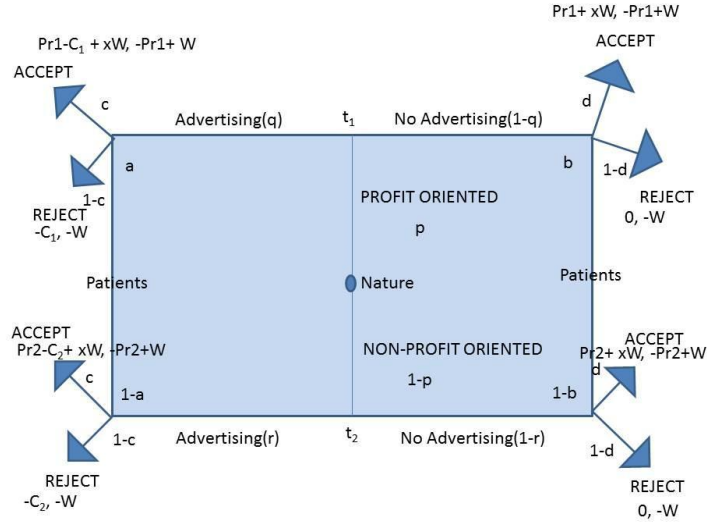 Pr1+ xW, -Pr1+W
ACCEPT
Pr1-C₁ + xW, -Pr1+ W
ACCEPT
c
d
Advertising(q)
t₁
No Advertising(1-q)
a
b
1-d
1-c
REJECT
-C₁, -W
REJECT
0, -W
PROFIT ORIENTED
p
Patients
Nature
Patients
ACCEPT
Pr2-C₂+ xW, -Pr2+W
c
NON-PROFIT ORIENTED
1-p
ACCEPT
Pr2+ xW, -Pr2+W
d
1-a
1-b
1-c
Advertising(r)
t₂
No Advertising(1-r)
1-d
REJECT
-C₂, -W
REJECT
0, -W